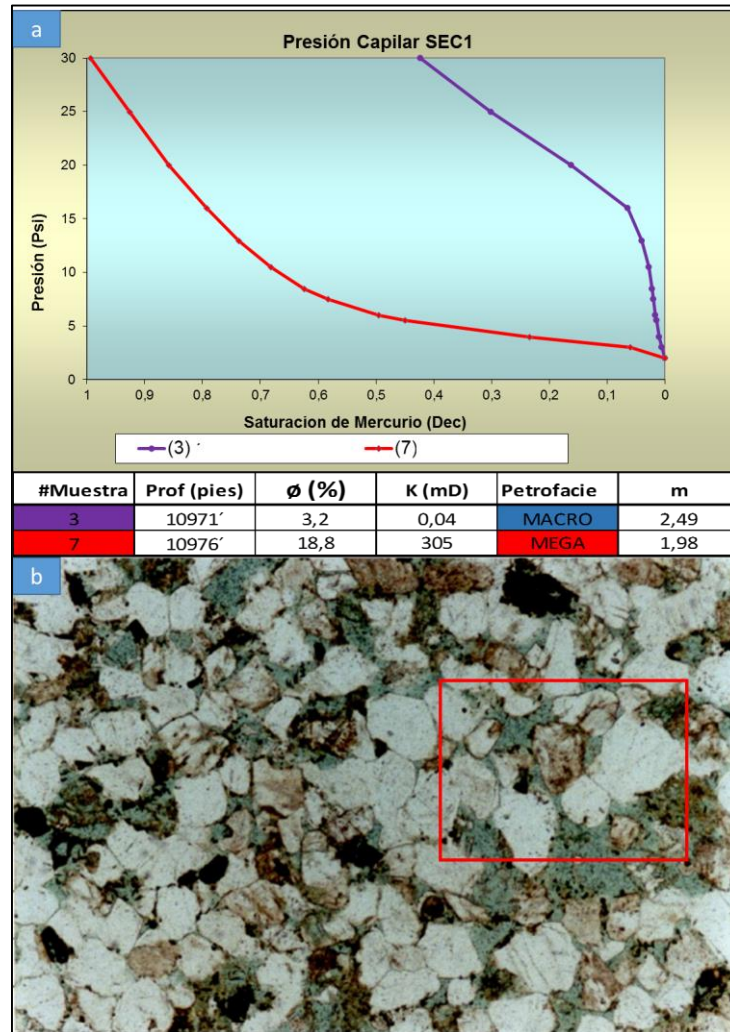 a
Presión Capilar SEC1
Presión (Psi)
30
25
20
15
10
5
0
1 0,9 0,8 0,7 0,6 0,5 0,4 0,3 0,2 0,1 0
Saturacion de Mercurio (Dec)
(3) (7)
#Muestra Prof (pies) ø (%) K (mD) Petrofacie m
3 10971´ 3,2 0,04 MACRO 2,49
7 10976´ 18,8 305 MEGA 1,98
b